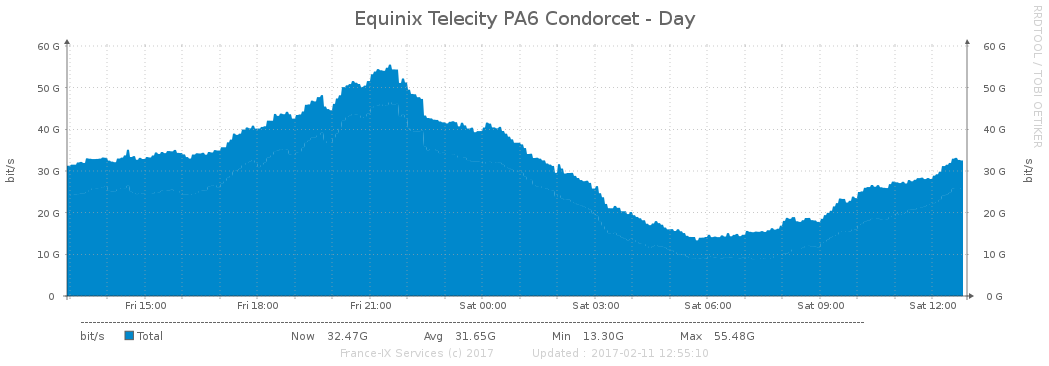 Equinix Telecity PA6 Condorcet - Day
RRDTOOL / TOBI OETIKER
60 G 60 G
50 G 50 G
40 G 40 G
30 G 30 G
20 G 20 G
10 G 10 G
0 0 G
bit/s bit/s
Fri 15:00 Fri 18:00 Fri 21:00 Sat 00:00 Sat 03:00 Sat 06:00 Sat 09:00 Sat 12:00
bit/s Total Now 32.47G Avg 31.65G Min 13.30G Max 55.48G
France-IX Services (c) 2017 Updated : 2017-02-11 12:55:10